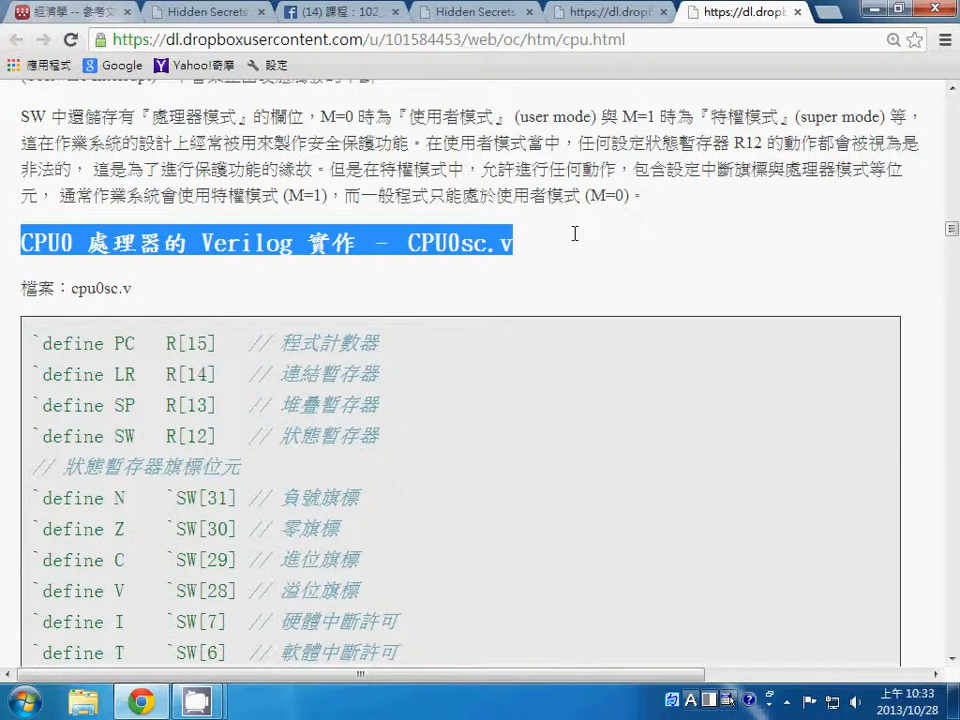 經濟學 - 參考文
Hidden Secrets
(14) 課程：102_
Hidden Secrets
https://dl.dropb
https://dl.dropb
https://dl.dropboxusercontent.com/u/101584453/web/oc/htm/cpu.html
應用程式
Google
Yahoo!奇摩
設定
SW 中還儲存有『處理器模式』的欄位，M=0 時為『使用者模式』 (user mode) 與 M=1 時為『特權模式』(super mode) 等，
這在作業系統的設計上經常被用來製作安全保護功能。在使用者模式當中，任何設定狀態暫存器 R12 的動作都會被視為是
非法的， 這是為了進行保護功能的緣故。但是在特權模式中，允許進行任何動作，包含設定中斷旗標與處理器模式等位
元， 通常作業系統會使用特權模式 (M=1)，而一般程式只能處於使用者模式 (M=0)。
CPU0 處理器的 Verilog 實作 - CPU0sc.v
檔案：cpu0sc.v
`define PC   R[15]   // 程式計數器
`define LR   R[14]   // 連結暫存器
`define SP   R[13]   // 堆疊暫存器
`define SW   R[12]   // 狀態暫存器
// 狀態暫存器旗標位元
`define N    `SW[31] // 負號旗標
`define Z    `SW[30] // 零旗標
`define C    `SW[29] // 進位旗標
`define V    `SW[28] // 溢位旗標
`define I    `SW[7]  // 硬體中斷許可
`define T    `SW[6]  // 軟體中斷許可
上午 10:33
2013/10/28